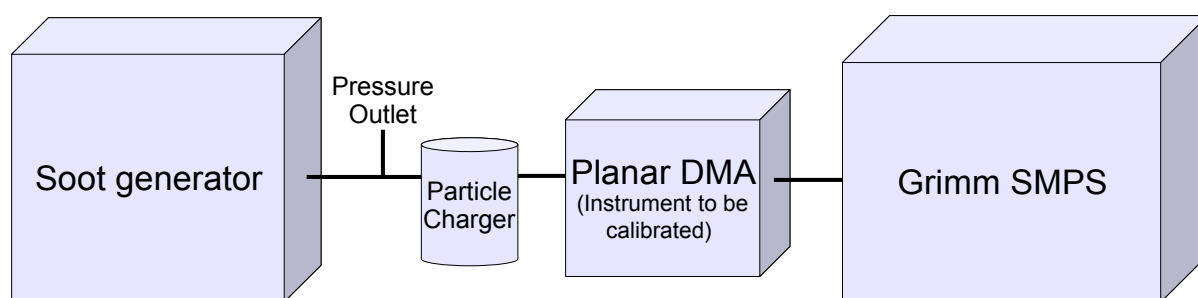 Soot generator
Pressure
Outlet
Particle
Charger
Planar DMA
(Instrument to be
calibrated)
Grimm SMPS